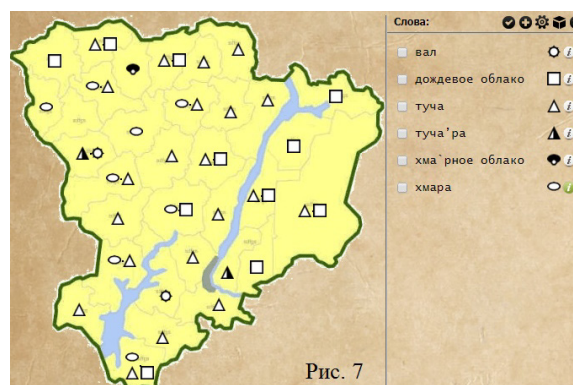 Слова:
вал
дождевое облако
туча
туча'ра
хма`рное облако
хмара
Рис. 7